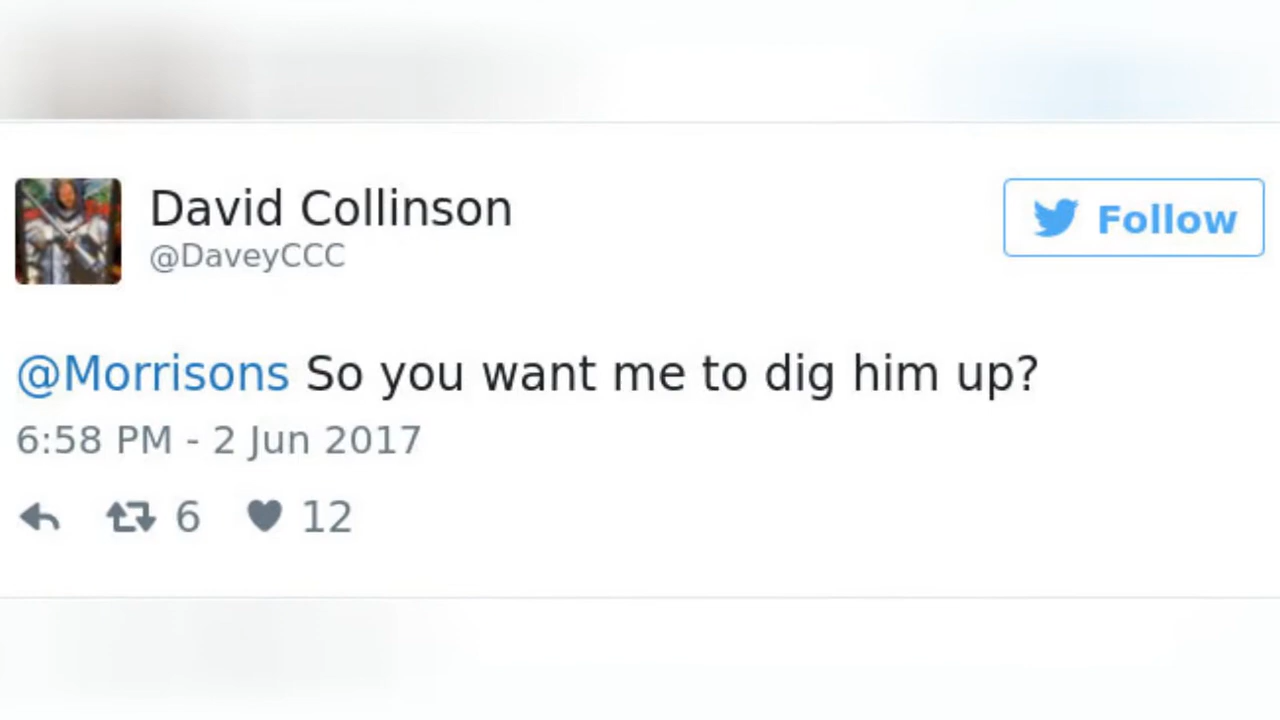 David Collinson
Follow
@DaveyCCC
@Morrisons So you want me to dig him up?
6:58 PM - 2 Jun 2017
6 12